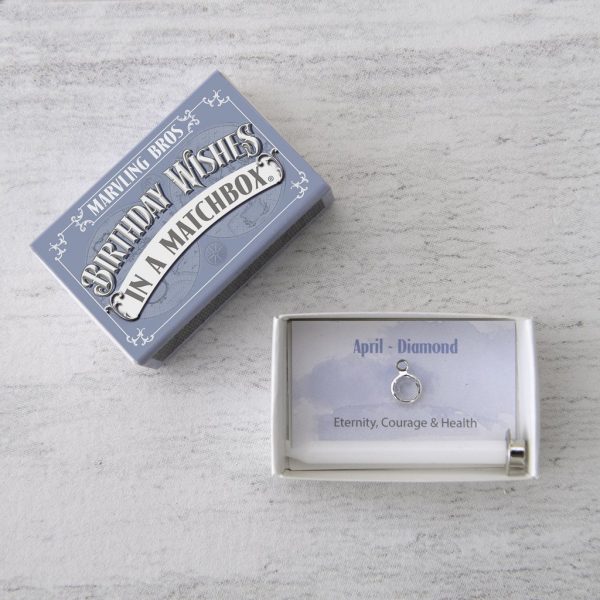 MARVLING BROS
BIRTHDAY WISHES
IN A MATCHBOX®
April - Diamond
Eternity, Courage & Health